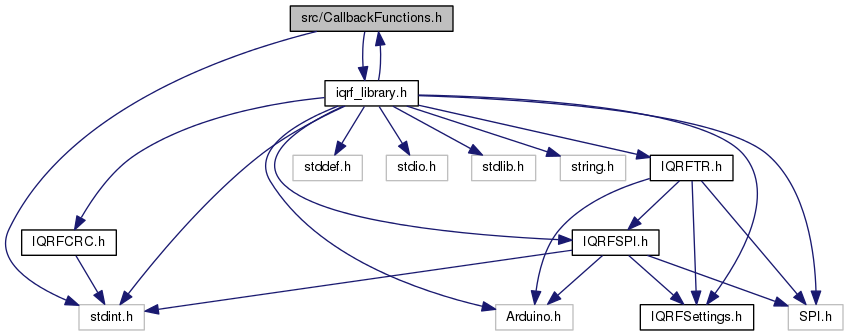 src/CallbackFunctions.h
iqrf_library.h
stddef.h
stdio.h
stdlib.h
string.h
IQRFTR.h
IQRFCRC.h
IQRFSPI.h
stdint.h
Arduino.h
IQRFSettings.h
SPI.h